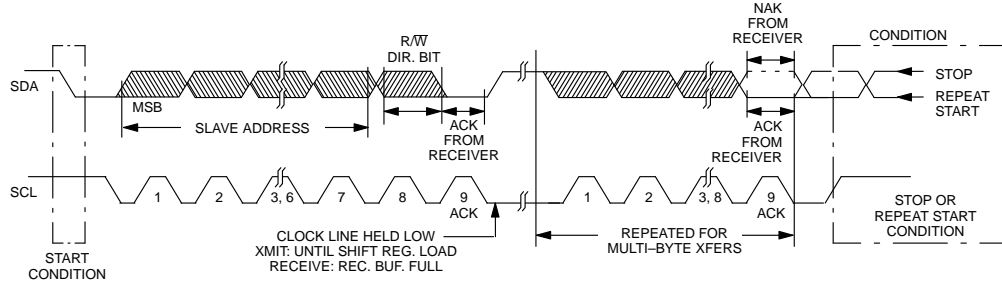 NAK
FROM
RECEIVER
CONDITION
R/W̅
DIR. BIT
SDA
STOP
REPEAT
START
MSB
SLAVE ADDRESS
ACK
FROM
RECEIVER
ACK
FROM
RECEIVER
SCL
1 2 3, 6 7 8 9 1 2 3, 8 9
ACK ACK
CLOCK LINE HELD LOW
XMIT: UNTIL SHIFT REG. LOAD
RECEIVE: REC. BUF. FULL
REPEATED FOR
MULTI–BYTE XFERS
STOP OR
REPEAT START
CONDITION
START
CONDITION